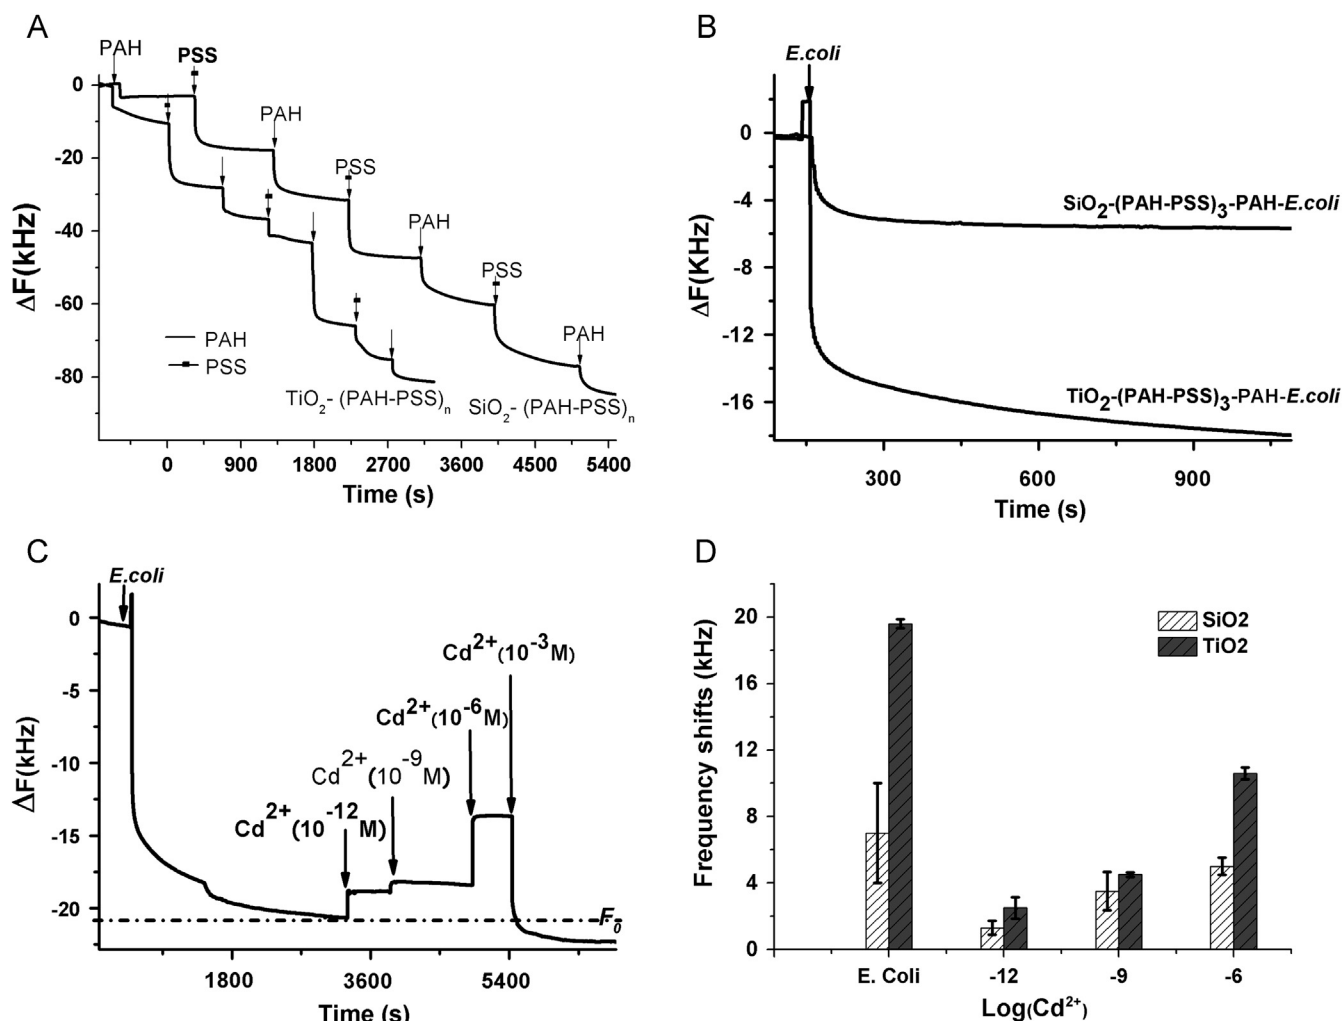 A
PAH
PSS
PAH
PSS
PAH
PSS
PAH
0
-20
-40
-60
-80
ΔF(kHz)
PAH
PSS
TiO2- (PAH-PSS)n
SiO2- (PAH-PSS)n
0 900 1800 2700 3600 4500 5400
Time (s)
B
E.coli
0
-4
-8
-12
-16
ΔF(KHz)
SiO2-(PAH-PSS)3-PAH-E.coli
TiO2-(PAH-PSS)3-PAH-E.coli
300 600 900
Time (s)
C
E.coli
0
-5
-10
-15
-20
ΔF(kHz)
Cd2+(10-3M)
Cd2+(10-6M)
Cd2+(10-9M)
Cd2+(10-12M)
F0
1800 3600 5400
Time (s)
D
20
16
12
8
4
0
Frequency shifts (kHz)
SiO2
TiO2
E. Coli -12 -9 -6
Log(Cd2+)